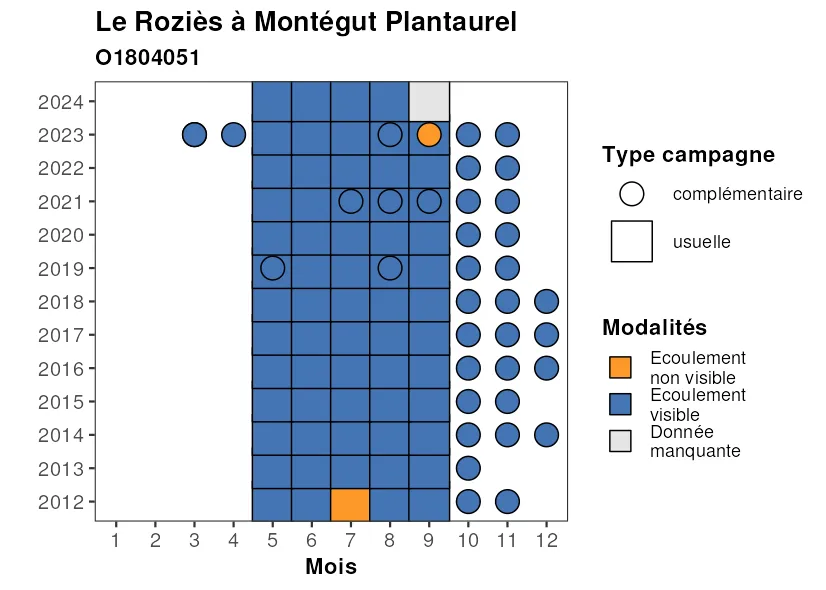 Le Roziès à Montégut Plantaurel
O1804051
2024
2023
2022
2021
2020
2019
2018
2017
2016
2015
2014
2013
2012
1 2 3 4 5 6 7 8 9 10 11 12
Mois
Type campagne
complémentaire
usuelle
Modalités
Ecoulement
non visible
Ecoulement
visible
Donnée
manquante